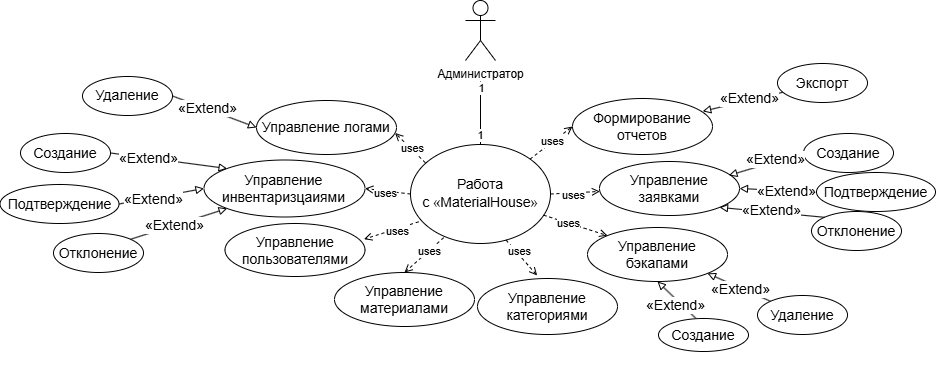 Администратор
1
1
Работа
с «MaterialHouse»
Удаление
«Extend»
Управление логами
uses
Создание
«Extend»
Подтверждение
«Extend»
Отклонение
«Extend»
Управление
инвентаризцаиями
uses
Управление
пользователями
uses
Управление
материалами
uses
Управление
категориями
uses
Экспорт
«Extend»
Формирование
отчетов
uses
Создание
«Extend»
Подтверждение
«Extend»
Отклонение
«Extend»
Управление
заявками
uses
Управление
бэкапами
uses
«Extend»
Удаление
«Extend»
Создание